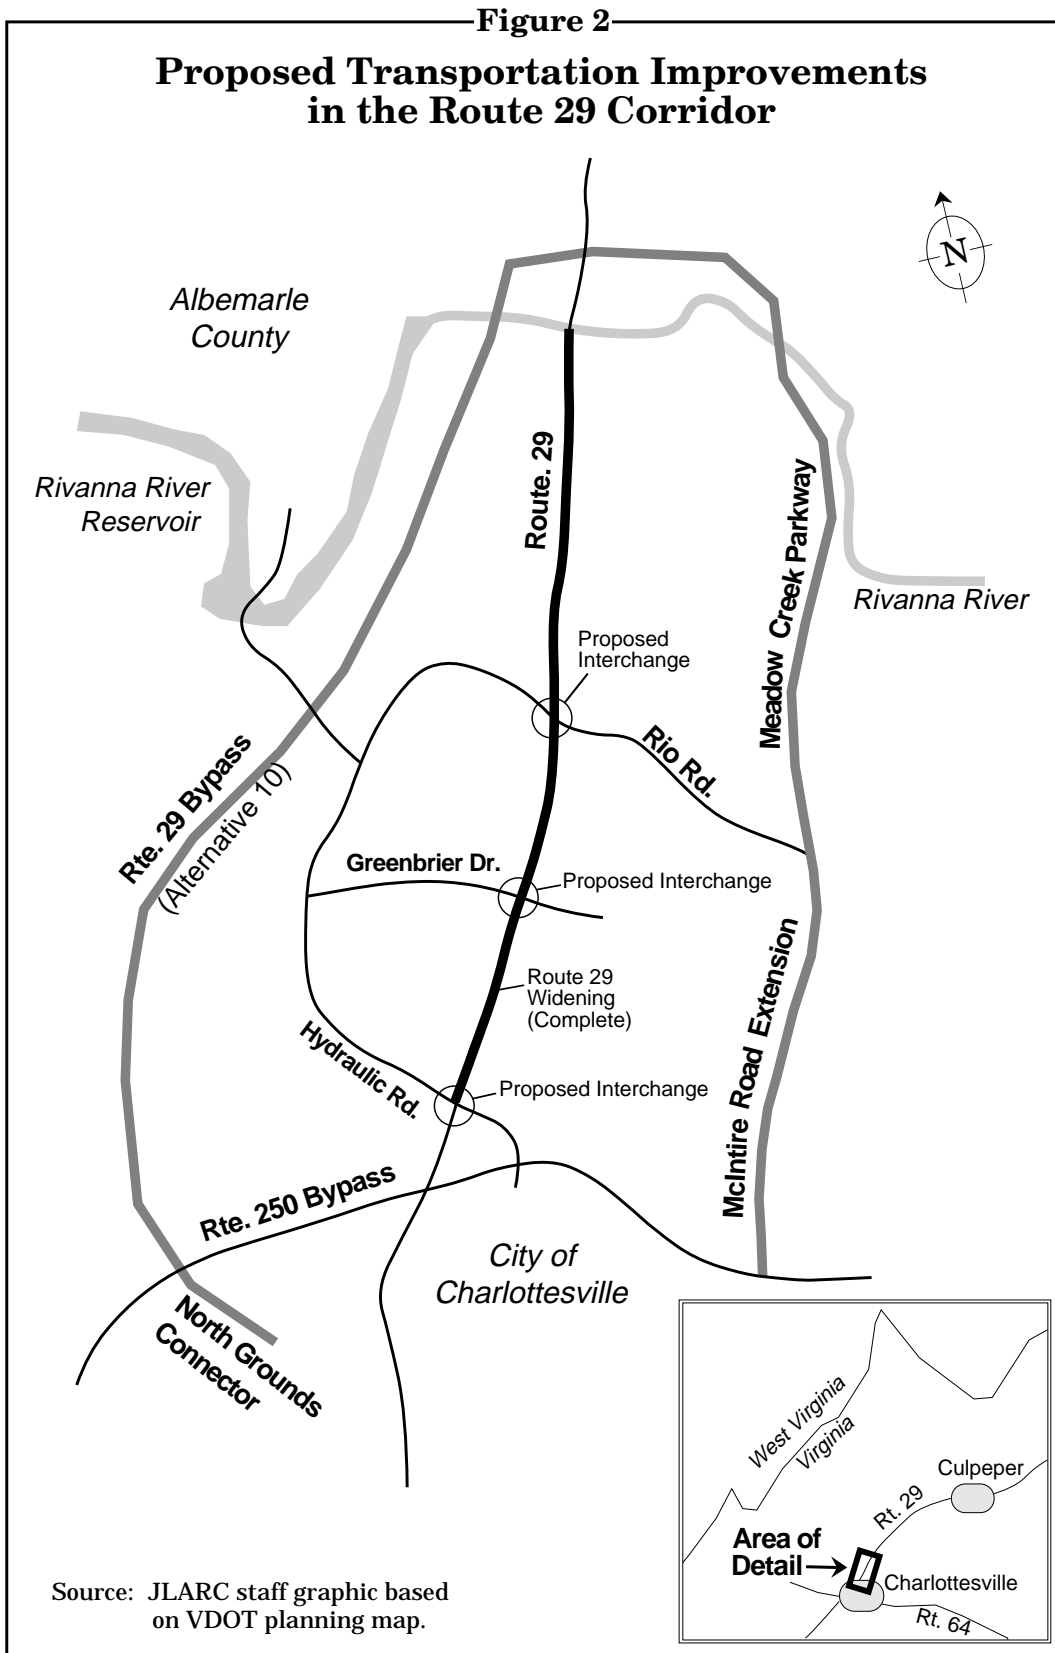 Figure 2
Proposed Transportation Improvements
in the Route 29 Corridor
N
Albemarle
County
Rivanna River
Reservoir
Route. 29
Meadow Creek Parkway
Rivanna River
Proposed
Interchange
Rio Rd.
Rte. 29 Bypass
(Alternative 10)
Greenbrier Dr.
Proposed Interchange
Route 29
Widening
(Complete)
McIntire Road Extension
Hydraulic Rd.
Proposed Interchange
Rte. 250 Bypass
City of
Charlottesville
North Grounds
Connector
West Virginia
Virginia
Culpeper
Rt. 29
Area of
Detail
Charlottesville
Rt. 64
Source: JLARC staff graphic based
on VDOT planning map.